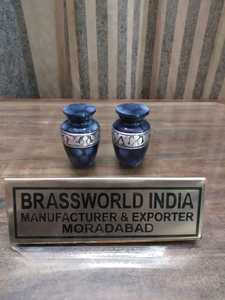 BRASSWORLD INDIA
MANUFACTURER & EXPORTER
MORADABAD